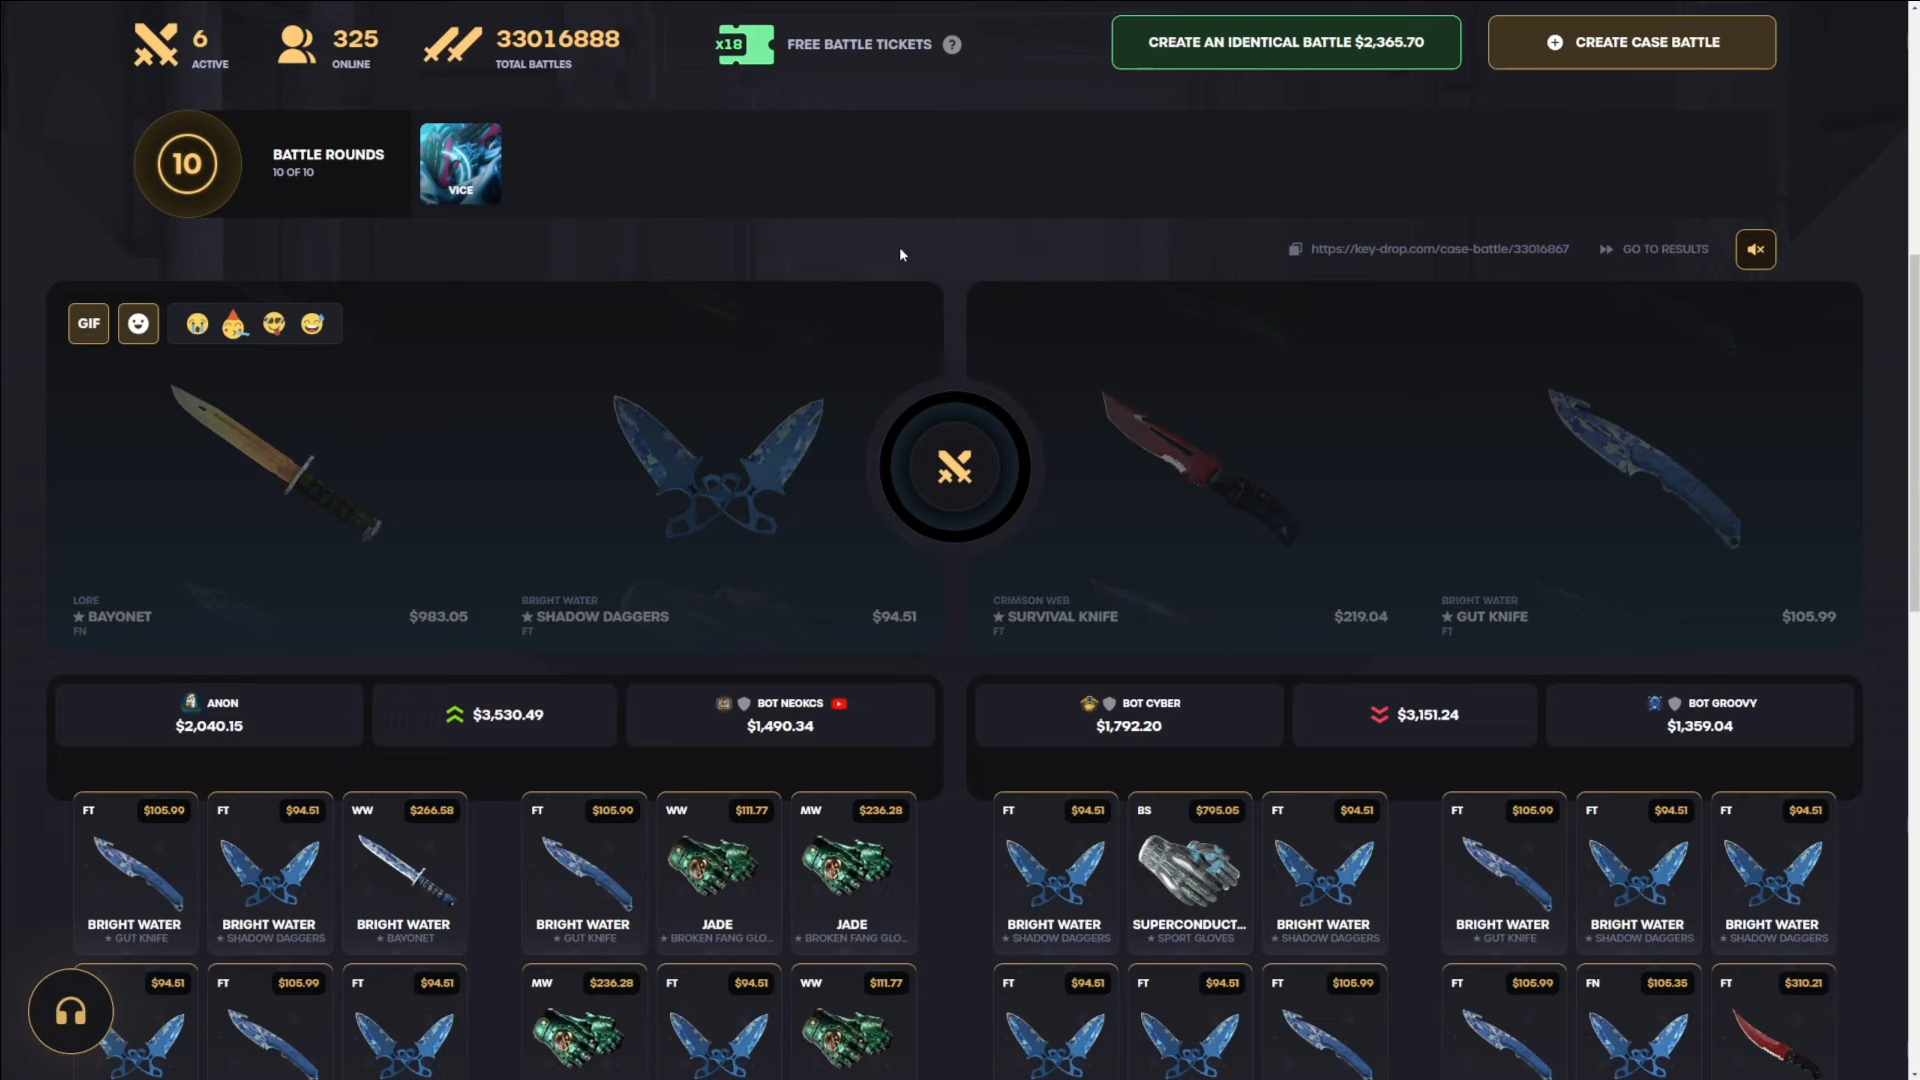 6
ACTIVE
325
ONLINE
33016888
TOTAL BATTLES
x18
FREE BATTLE TICKETS ?
CREATE AN IDENTICAL BATTLE $2,365.70
CREATE CASE BATTLE
10
BATTLE ROUNDS
10 OF 10
VICE
https://key-drop.com/case-battle/33016867
GO TO RESULTS
GIF
LORE
★ BAYONET $983.05
FN
BRIGHT WATER
★ SHADOW DAGGERS $94.51
FT
CRIMSON WEB
★ SURVIVAL KNIFE $219.04
FT
BRIGHT WATER
★ GUT KNIFE $105.99
FT
ANON
$2,040.15
$3,530.49
BOT NEOKCS
$1,490.34
BOT CYBER
$1,792.20
$3,151.24
BOT GROOVY
$1,359.04
FT $105.99
BRIGHT WATER
★ GUT KNIFE
FT $94.51
BRIGHT WATER
★ SHADOW DAGGERS
WW $266.58
BRIGHT WATER
★ BAYONET
FT $105.99
BRIGHT WATER
★ GUT KNIFE
WW $111.77
JADE
★ BROKEN FANG GLO...
MW $236.28
JADE
★ BROKEN FANG GLO...
FT $94.51
BRIGHT WATER
★ SHADOW DAGGERS
BS $795.05
SUPERCONDUCT...
★ SPORT GLOVES
FT $94.51
BRIGHT WATER
★ SHADOW DAGGERS
FT $105.99
BRIGHT WATER
★ GUT KNIFE
FT $94.51
BRIGHT WATER
★ SHADOW DAGGERS
FT $94.51
BRIGHT WATER
★ SHADOW DAGGERS
$94.51
FT $105.99
FT $94.51
MW $236.28
FT $94.51
WW $111.77
FT $94.51
FT $94.51
FT $105.99
FT $105.99
FN $105.35
FT $310.21